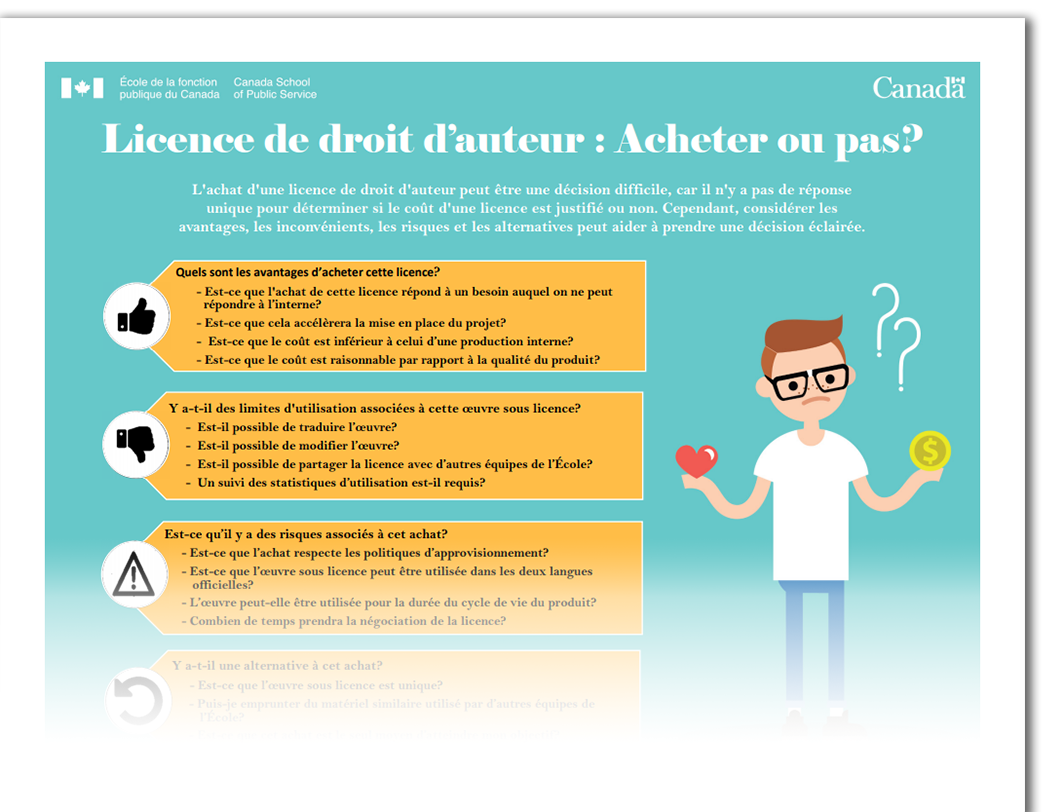 École de la fonction
publique du Canada
Canada School
of Public Service
Canada
Licence de droit d'auteur : Acheter ou pas?
L'achat d'une licence de droit d'auteur peut être une décision difficile, car il n'y a pas de réponse
unique pour déterminer si le coût d'une licence est justifié ou non. Cependant, considérer les
avantages, les inconvénients, les risques et les alternatives peut aider à prendre une décision éclairée.
Quels sont les avantages d'acheter cette licence?
- Est-ce que l'achat de cette licence répond à un besoin auquel on ne peut
répondre à l'interne?
- Est-ce que cela accélèrera la mise en place du projet?
- Est-ce que le coût est inférieur à celui d'une production interne?
- Est-ce que le coût est raisonnable par rapport à la qualité du produit?
Y a-t-il des limites d'utilisation associées à cette œuvre sous licence?
- Est-il possible de traduire l'œuvre?
- Est-il possible de modifier l'œuvre?
- Est-il possible de partager la licence avec d'autres équipes de l'École?
- Un suivi des statistiques d'utilisation est-il requis?
Est-ce qu'il y a des risques associés à cet achat?
- Est-ce que l'achat respecte les politiques d'approvisionnement?
- Est-ce que l'œuvre sous licence peut être utilisée dans les deux langues
officielles?
- L'œuvre peut-elle être utilisée pour la durée du cycle de vie du produit?
- Combien de temps prendra la négociation de la licence?
Y a-t-il une alternative à cet achat?
- Est-ce que l'œuvre sous licence est unique?
- Puis-je emprunter du matériel similaire utilisé par d'autres équipes de
l'École?
$